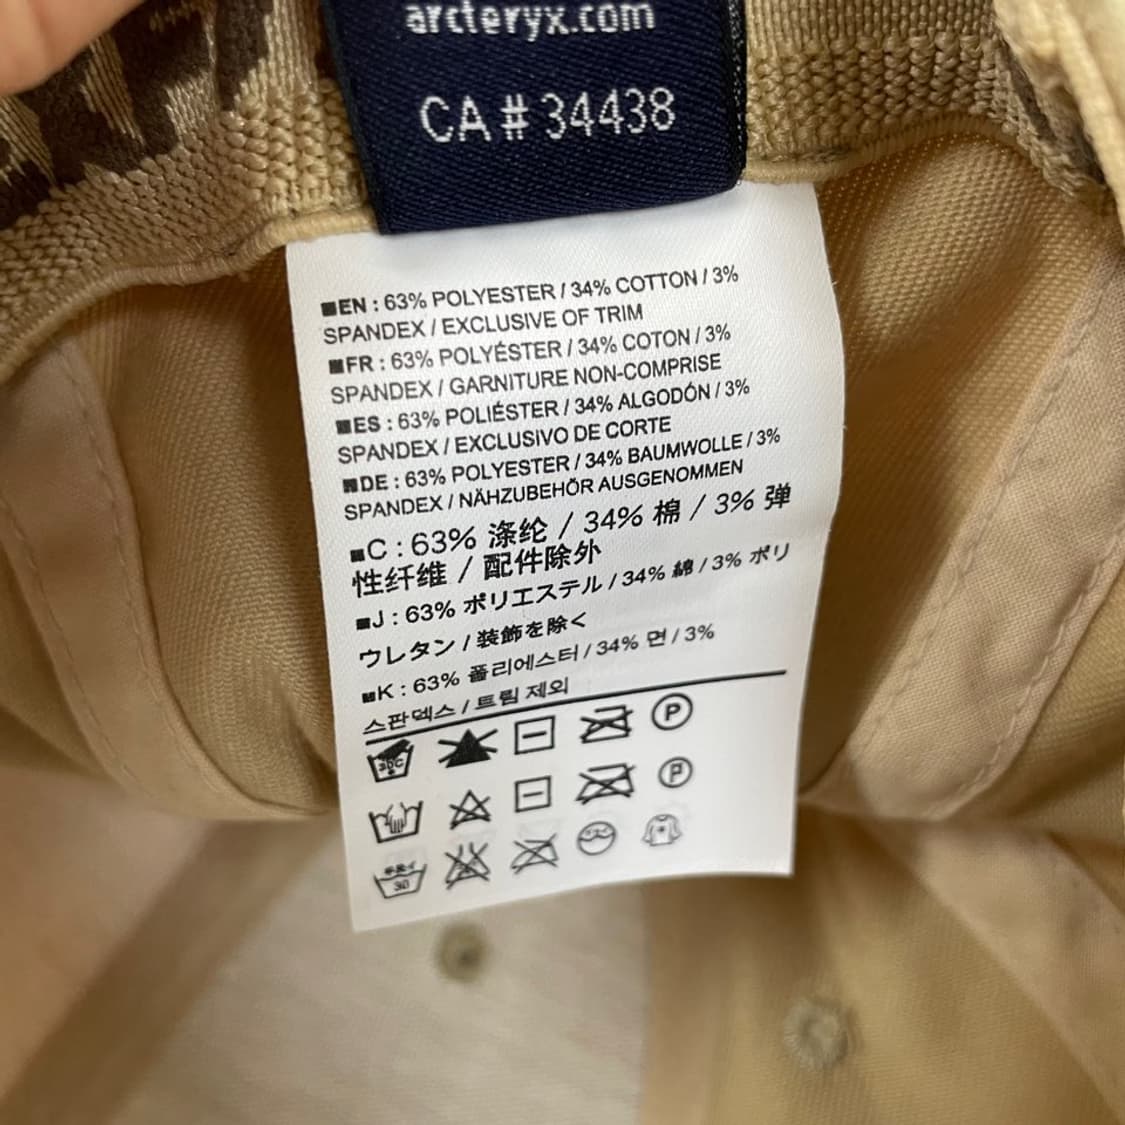 arcteryx.com
CA # 34438
■EN : 63% POLYESTER / 34% COTTON / 3%
SPANDEX / EXCLUSIVE OF TRIM
■FR : 63% POLYÉSTER / 34% COTON / 3%
SPANDEX / GARNITURE NON-COMPRISE
■ES : 63% POLIÉSTER / 34% ALGODÓN / 3%
SPANDEX / EXCLUSIVO DE CORTE
■DE : 63% POLYESTER / 34% BAUMWOLLE / 3%
SPANDEX / NÄHZUBEHÖR AUSGENOMMEN
■C : 63% 涤纶 / 34% 棉 / 3% 弹
性纤维 / 配件除外
■J : 63% ポリエステル / 34% 綿 / 3% ポリ
ウレタン / 装飾を除く
■K : 63% 폴리에스터 / 34% 면 / 3%
스판덱스 / 트림 제외
30C
P
P
30